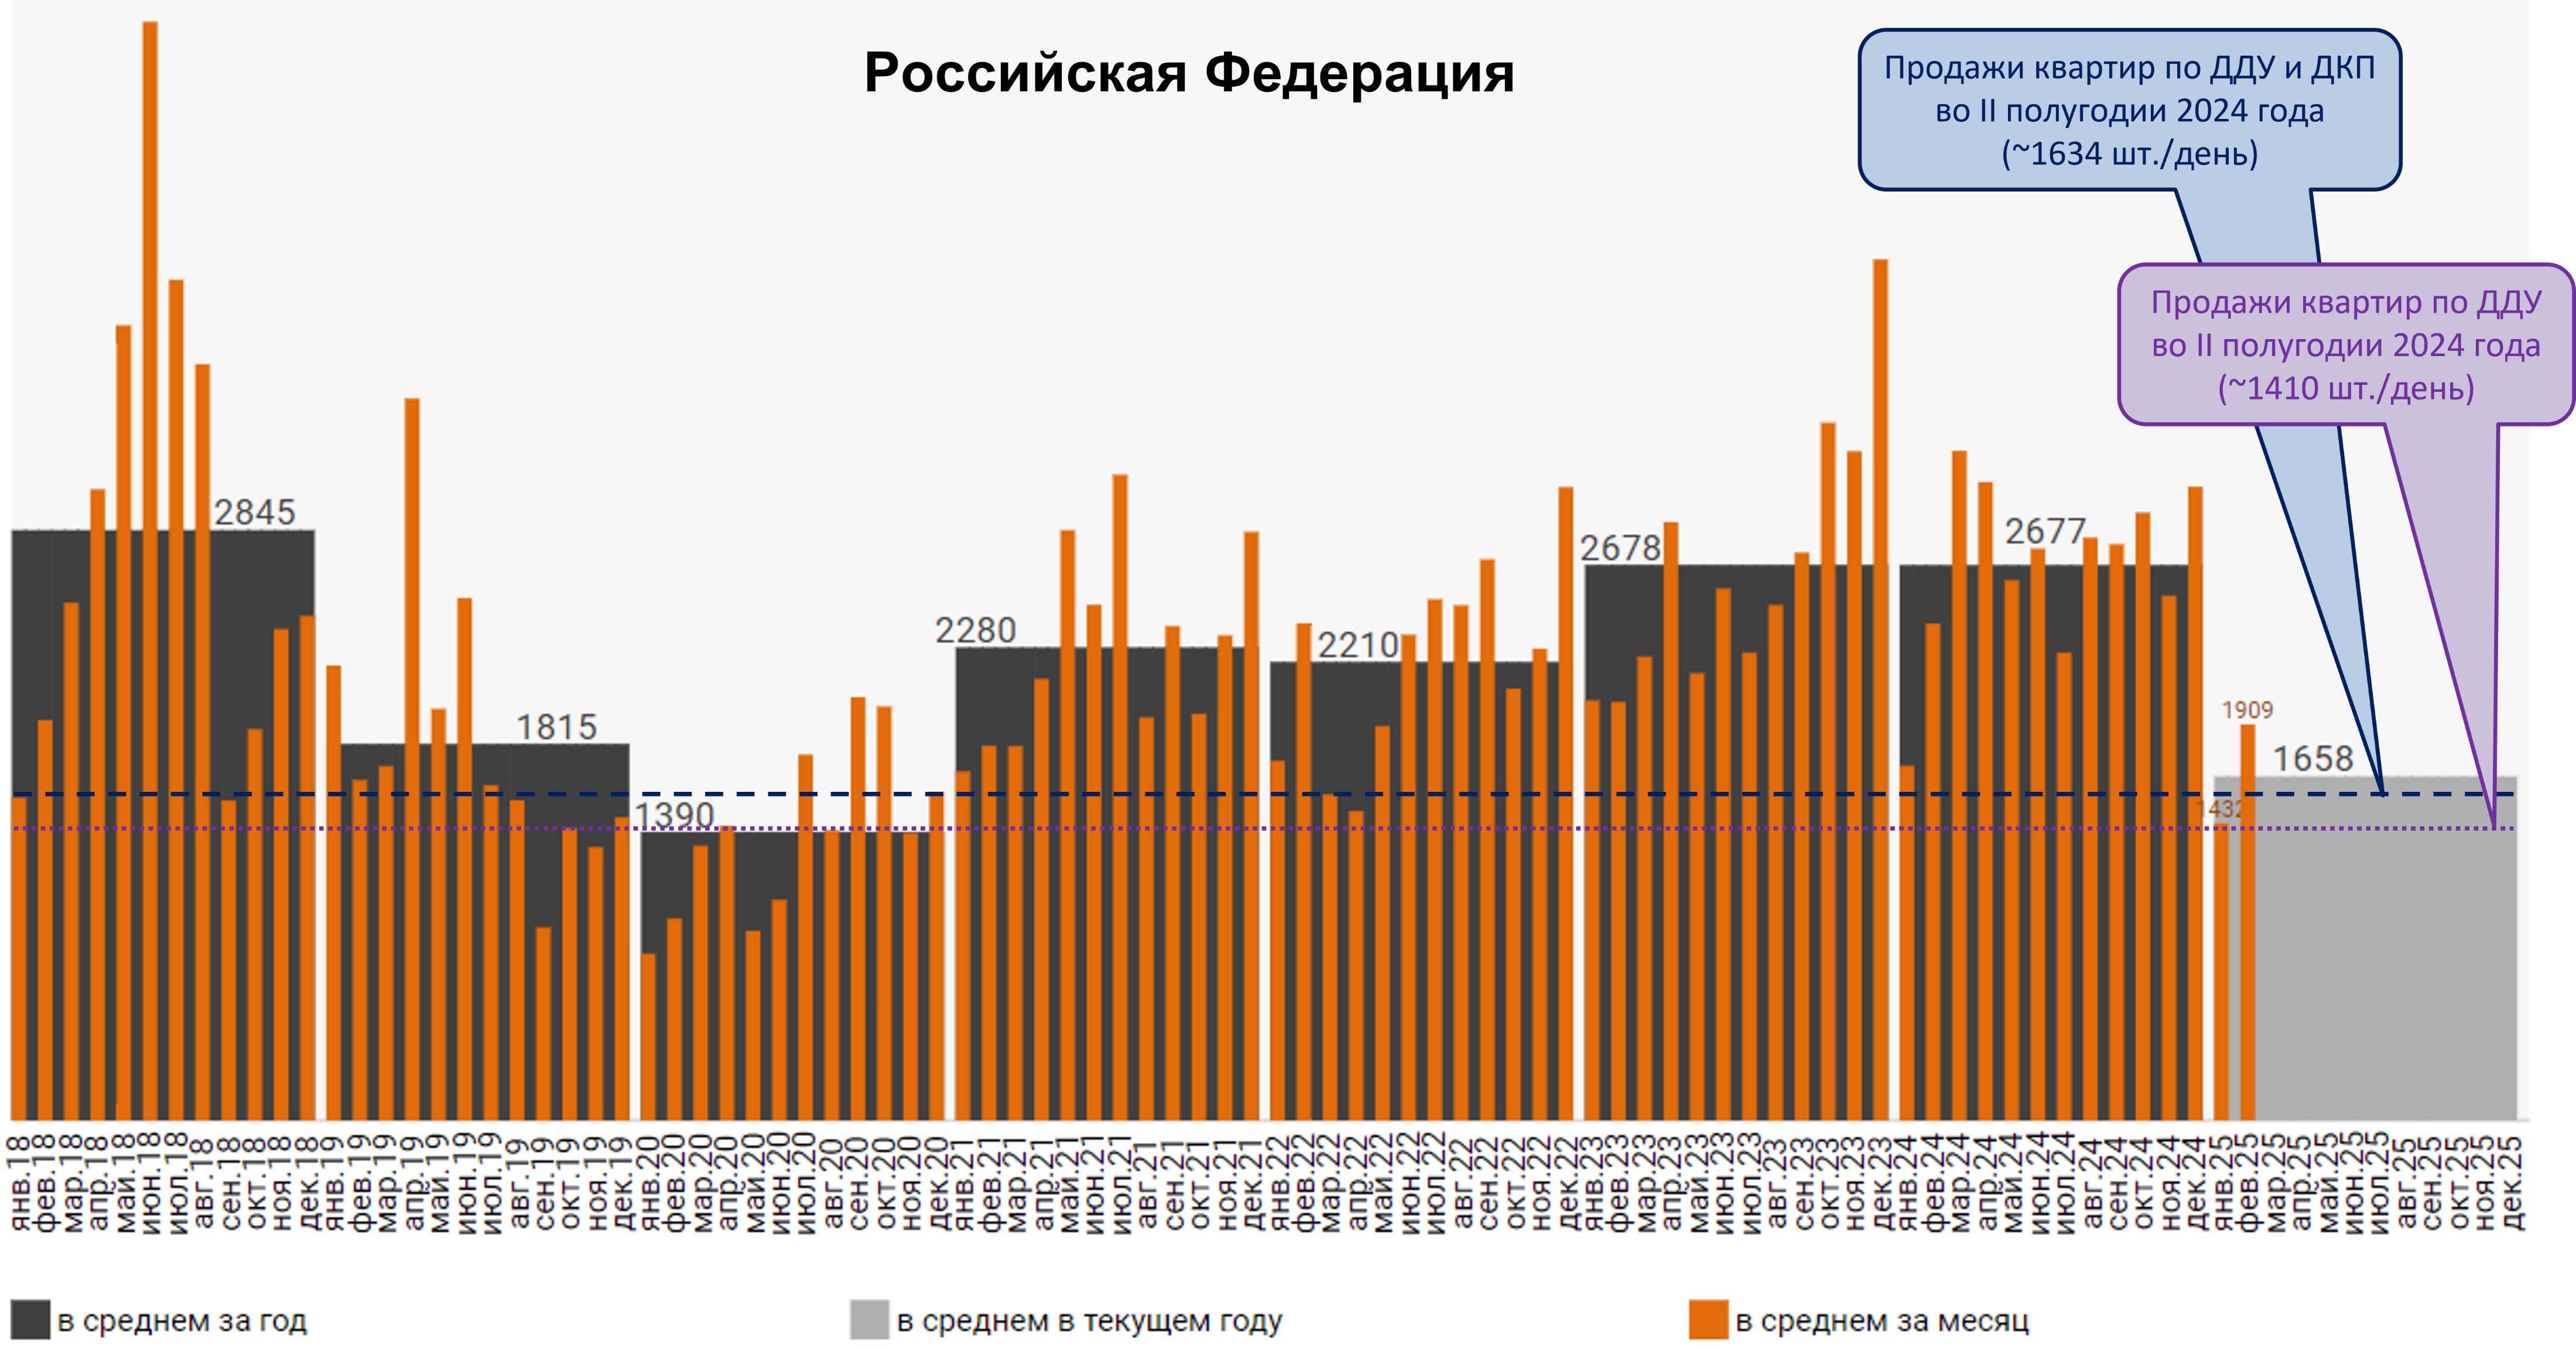 Российская Федерация
Продажи квартир по ДДУ и ДКП
во II полугодии 2024 года
(~1634 шт./день)
Продажи квартир по ДДУ
во II полугодии 2024 года
(~1410 шт./день)
2845
1815
1390
2280
2210
2678
2677
1432
1909
1658
янв.18
фев.18
мар.18
апр.18
май.18
июн.18
июл.18
авг.18
сен.18
окт.18
ноя.18
дек.18
янв.19
фев.19
мар.19
апр.19
май.19
июн.19
июл.19
авг.19
сен.19
окт.19
ноя.19
дек.19
янв.20
фев.20
мар.20
апр.20
май.20
июн.20
июл.20
авг.20
сен.20
окт.20
ноя.20
дек.20
янв.21
фев.21
мар.21
апр.21
май.21
июн.21
июл.21
авг.21
сен.21
окт.21
ноя.21
дек.21
янв.22
фев.22
мар.22
апр.22
май.22
июн.22
июл.22
авг.22
сен.22
окт.22
ноя.22
дек.22
янв.23
фев.23
мар.23
апр.23
май.23
июн.23
июл.23
авг.23
сен.23
окт.23
ноя.23
дек.23
янв.24
фев.24
мар.24
апр.24
май.24
июн.24
июл.24
авг.24
сен.24
окт.24
ноя.24
дек.24
янв.25
фев.25
мар.25
апр.25
май.25
июн.25
июл.25
авг.25
сен.25
окт.25
ноя.25
дек.25
в среднем за год
в среднем в текущем году
в среднем за месяц